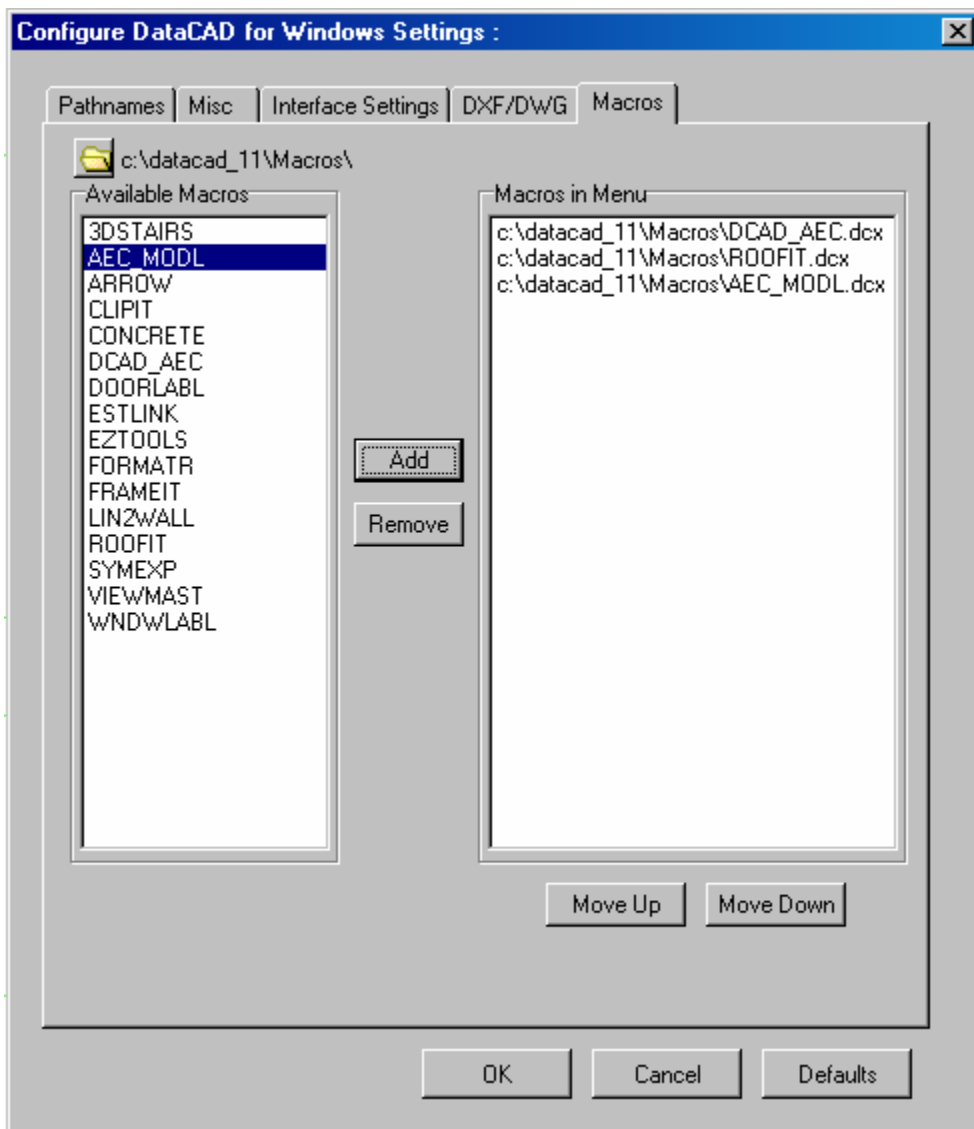 Configure DataCAD for Windows Settings :
Pathnames Misc Interface Settings DXF/DWG Macros
c:\datacad_11\Macros\
Available Macros
3DSTAIRS
AEC_MODL
ARROW
CLIPIT
CONCRETE
DCAD_AEC
DOORLABL
ESTLINK
EZTOOLS
FORMATR
FRAMEIT
LIN2WALL
ROOFIT
SYMEXP
VIEWMAST
WNDWLABL
Add
Remove
Macros in Menu
c:\datacad_11\Macros\DCAD_AEC.dcx
c:\datacad_11\Macros\ROOFIT.dcx
c:\datacad_11\Macros\AEC_MODL.dcx
Move Up Move Down
OK Cancel Defaults